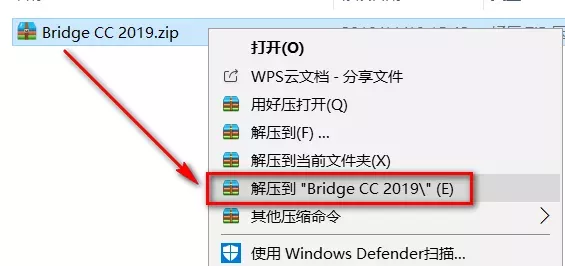 Bridge CC 2019.zip
打开(O)
WPS云文档 - 分享文件
用好压打开(Q)
解压到(F) ...
解压到当前文件夹(X)
解压到 "Bridge CC 2019\" (E)
其他压缩命令
使用 Windows Defender扫描...